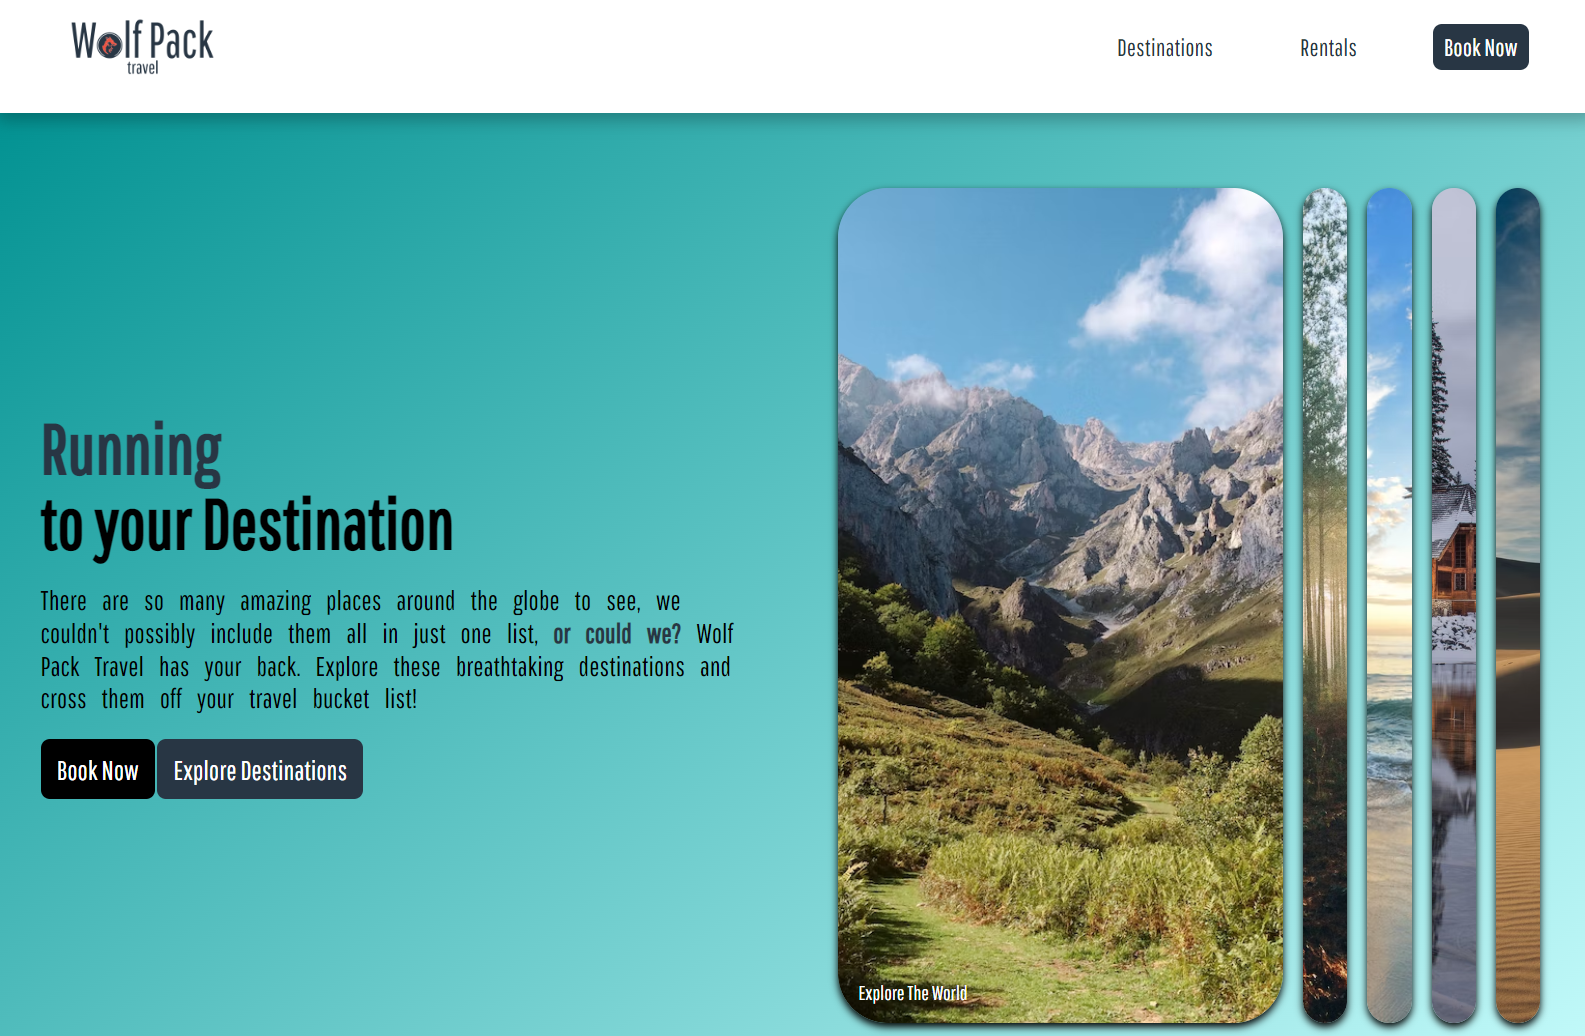 Wolf Pack
travel
Destinations
Rentals
Book Now
Running
to your Destination
There are so many amazing places around the globe to see, we
couldn't possibly include them all in just one list, or could we? Wolf
Pack Travel has your back. Explore these breathtaking destinations and
cross them off your travel bucket list!
Book Now
Explore Destinations
Explore The World